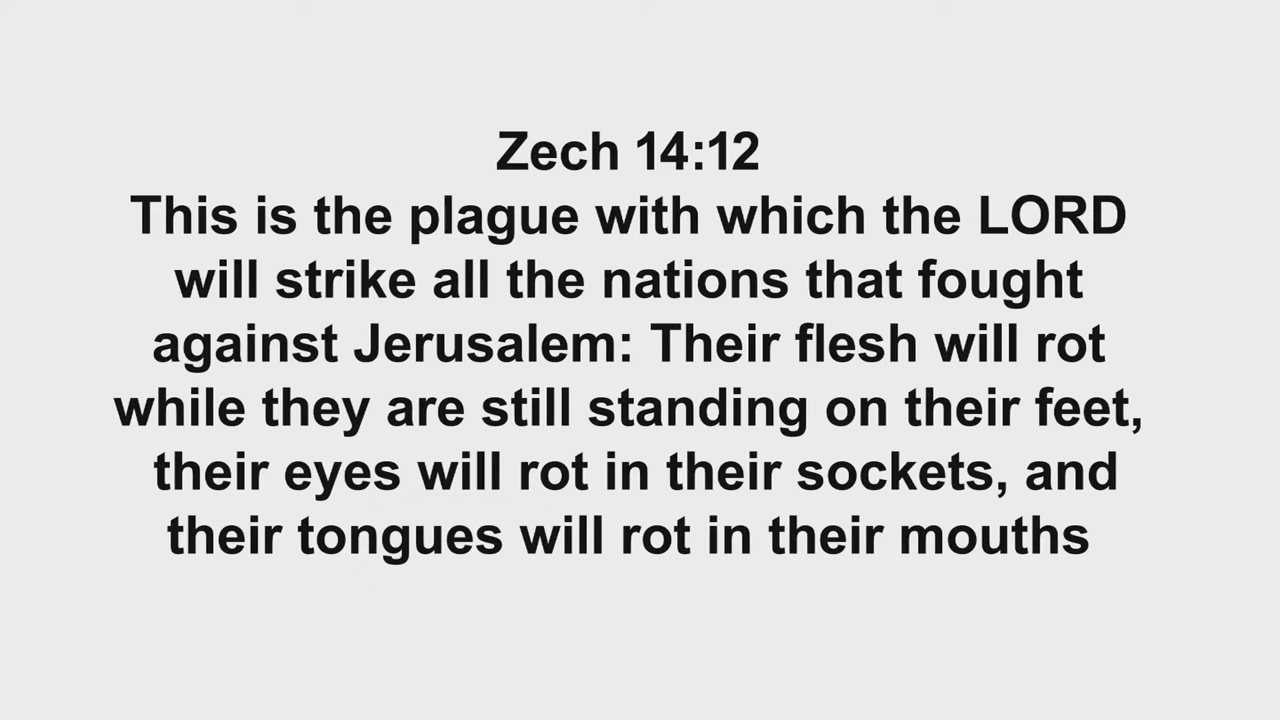 Zech 14:12
This is the plague with which the LORD
will strike all the nations that fought
against Jerusalem: Their flesh will rot
while they are still standing on their feet,
their eyes will rot in their sockets, and
their tongues will rot in their mouths